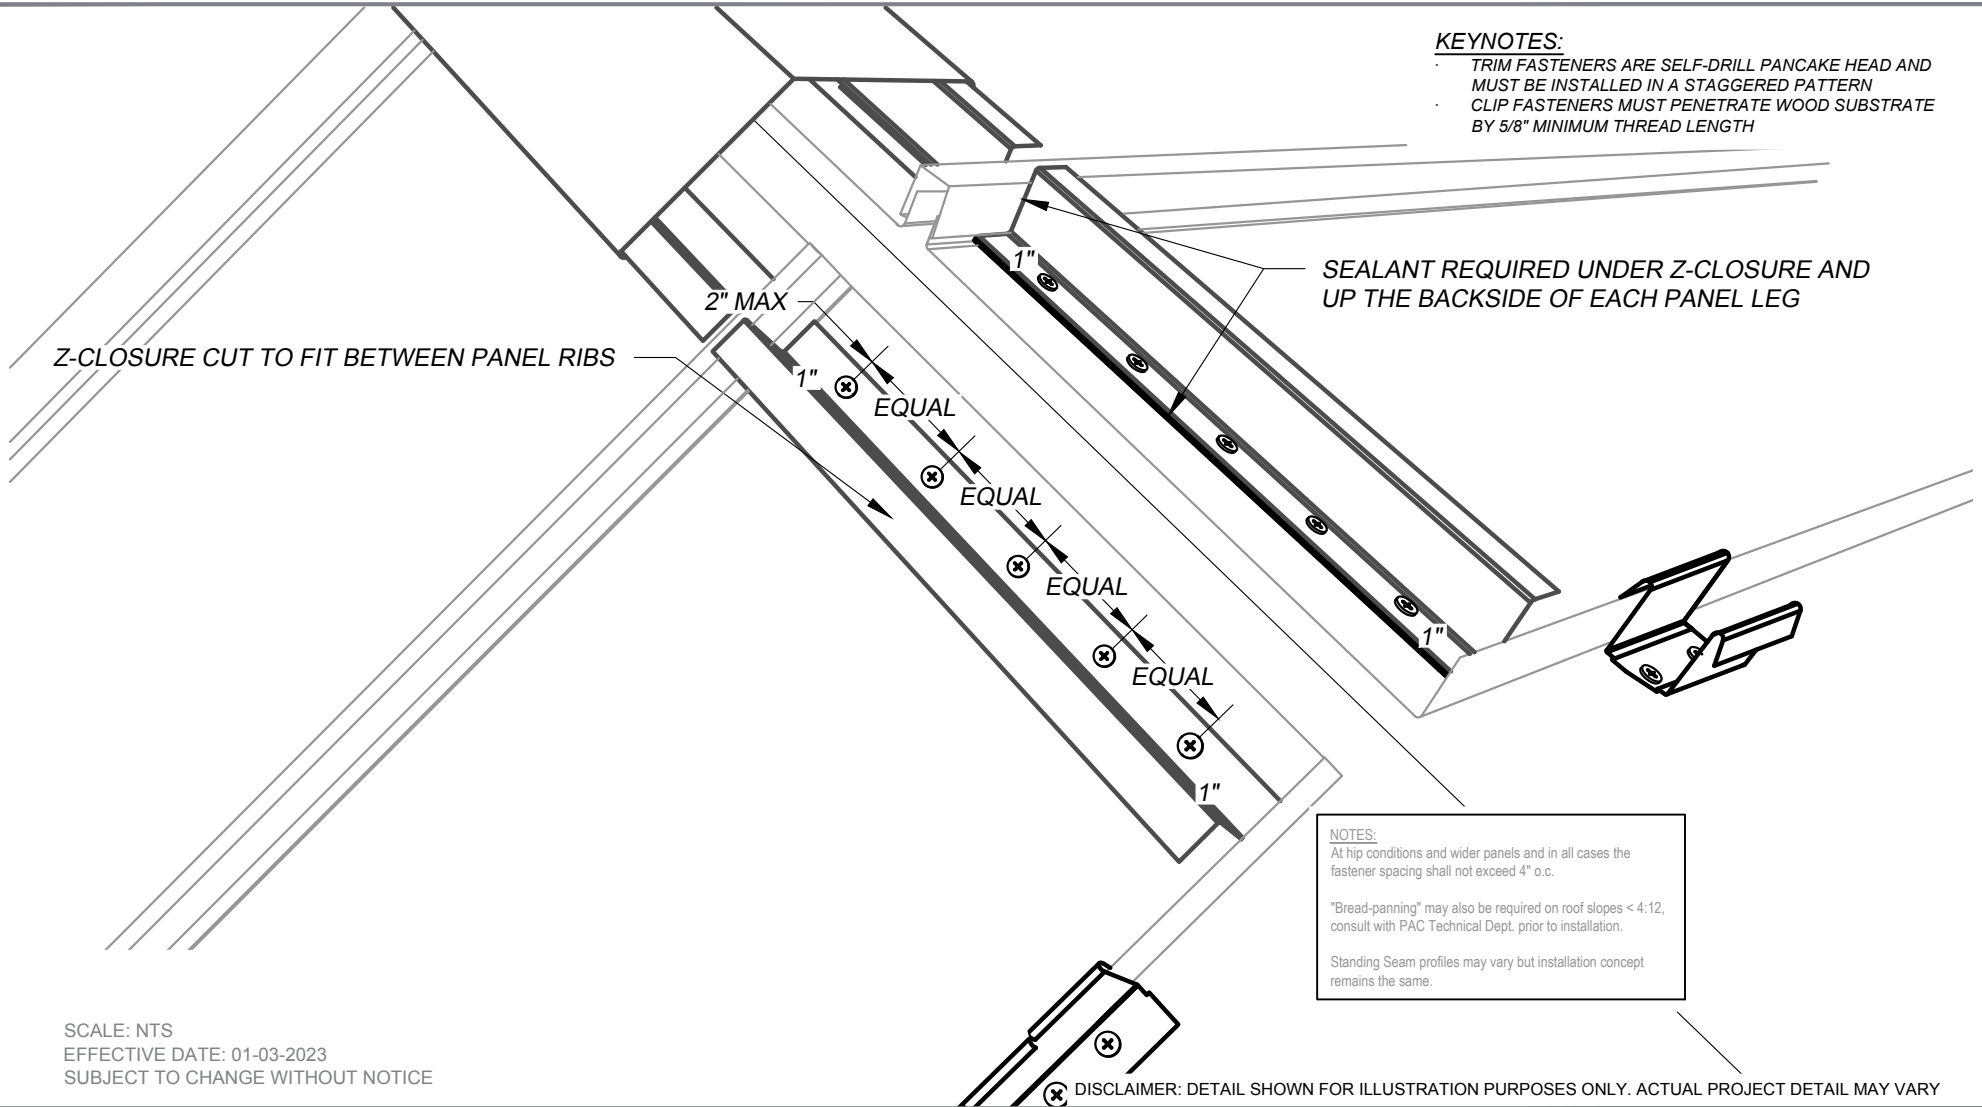 KEYNOTES:
· TRIM FASTENERS ARE SELF-DRILL PANCAKE HEAD AND
MUST BE INSTALLED IN A STAGGERED PATTERN
· CLIP FASTENERS MUST PENETRATE WOOD SUBSTRATE
BY 5/8" MINIMUM THREAD LENGTH
1"
SEALANT REQUIRED UNDER Z-CLOSURE AND
UP THE BACKSIDE OF EACH PANEL LEG
2" MAX
Z-CLOSURE CUT TO FIT BETWEEN PANEL RIBS
1"
EQUAL
EQUAL
EQUAL
1"
EQUAL
1"
NOTES:
At hip conditions and wider panels and in all cases the
fastener spacing shall not exceed 4" o.c.
"Bread-panning" may also be required on roof slopes < 4:12,
consult with PAC Technical Dept. prior to installation.
Standing Seam profiles may vary but installation concept
remains the same.
SCALE: NTS
EFFECTIVE DATE: 01-03-2023
SUBJECT TO CHANGE WITHOUT NOTICE
DISCLAIMER: DETAIL SHOWN FOR ILLUSTRATION PURPOSES ONLY. ACTUAL PROJECT DETAIL MAY VARY